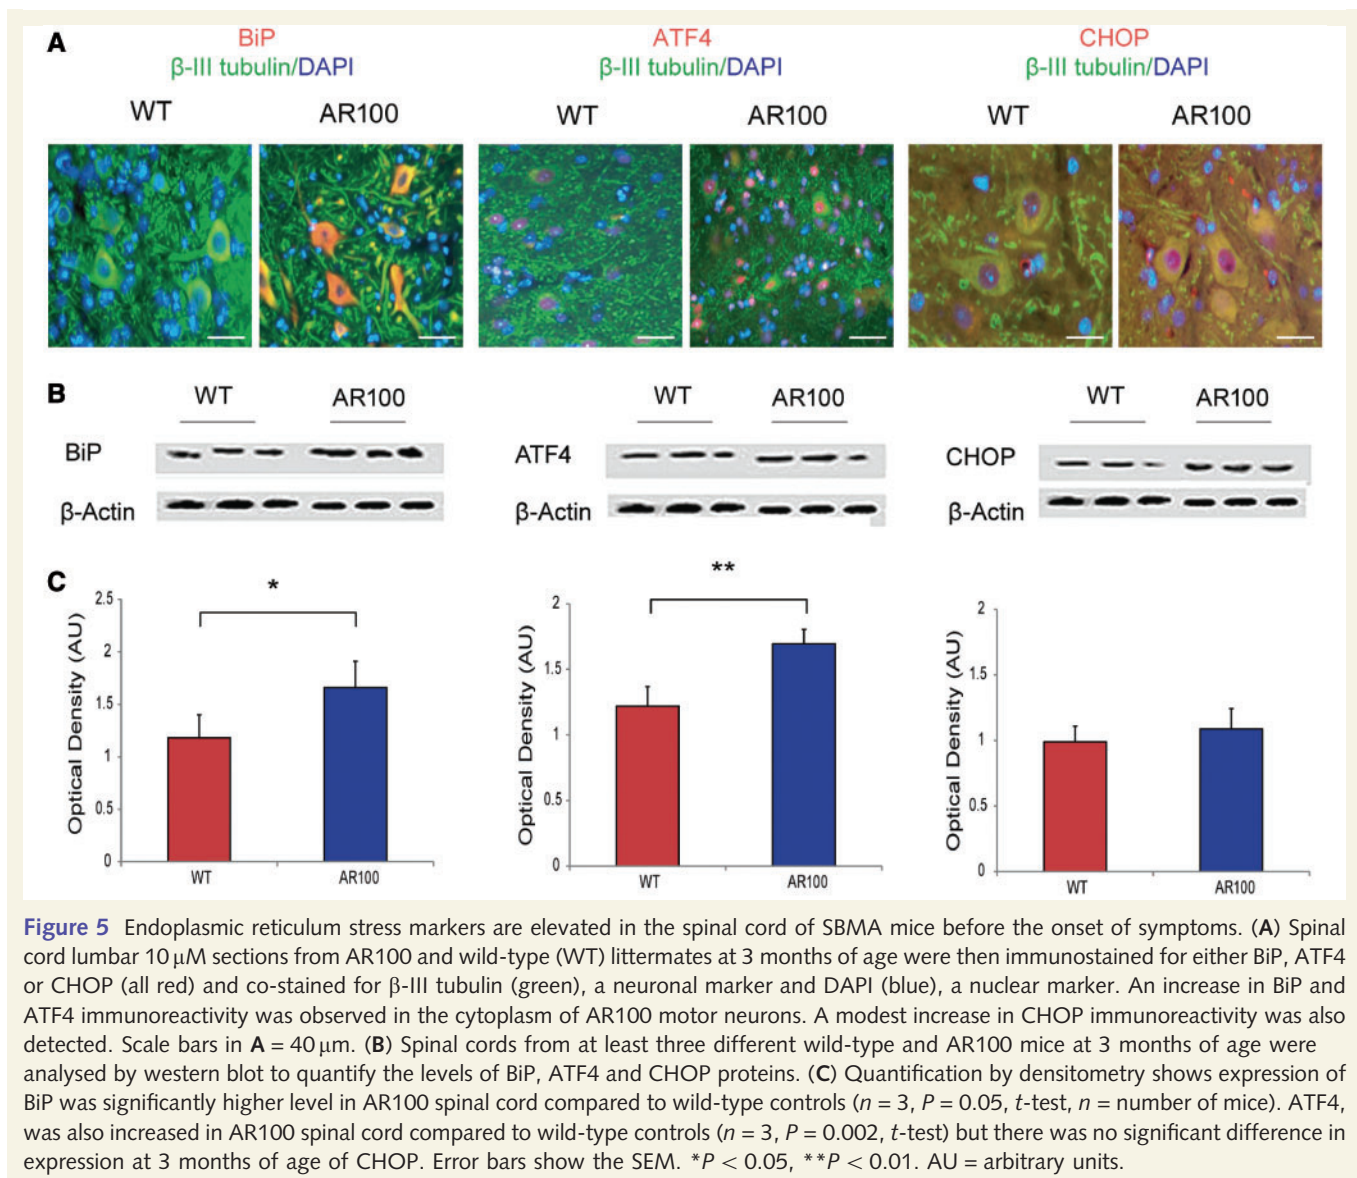 A
BiP
β-III tubulin/DAPI
WT AR100
ATF4
β-III tubulin/DAPI
WT AR100
CHOP
β-III tubulin/DAPI
WT AR100
B
WT AR100
BiP
β-Actin
WT AR100
ATF4
β-Actin
WT AR100
CHOP
β-Actin
C
*
Optical Density (AU)
2.5
2
1.5
1
0.5
0
WT AR100
**
Optical Density (AU)
2
1.5
1
0.5
0
WT AR100
Optical Density (AU)
2
1.5
1
0.5
0
WT AR100
Figure 5 Endoplasmic reticulum stress markers are elevated in the spinal cord of SBMA mice before the onset of symptoms. (A) Spinal
cord lumbar 10 μM sections from AR100 and wild-type (WT) littermates at 3 months of age were then immunostained for either BiP, ATF4
or CHOP (all red) and co-stained for β-III tubulin (green), a neuronal marker and DAPI (blue), a nuclear marker. An increase in BiP and
ATF4 immunoreactivity was observed in the cytoplasm of AR100 motor neurons. A modest increase in CHOP immunoreactivity was also
detected. Scale bars in A = 40 μm. (B) Spinal cords from at least three different wild-type and AR100 mice at 3 months of age were
analysed by western blot to quantify the levels of BiP, ATF4 and CHOP proteins. (C) Quantification by densitometry shows expression of
BiP was significantly higher level in AR100 spinal cord compared to wild-type controls (n = 3, P = 0.05, t-test, n = number of mice). ATF4,
was also increased in AR100 spinal cord compared to wild-type controls (n = 3, P = 0.002, t-test) but there was no significant difference in
expression at 3 months of age of CHOP. Error bars show the SEM. *P < 0.05, **P < 0.01. AU = arbitrary units.